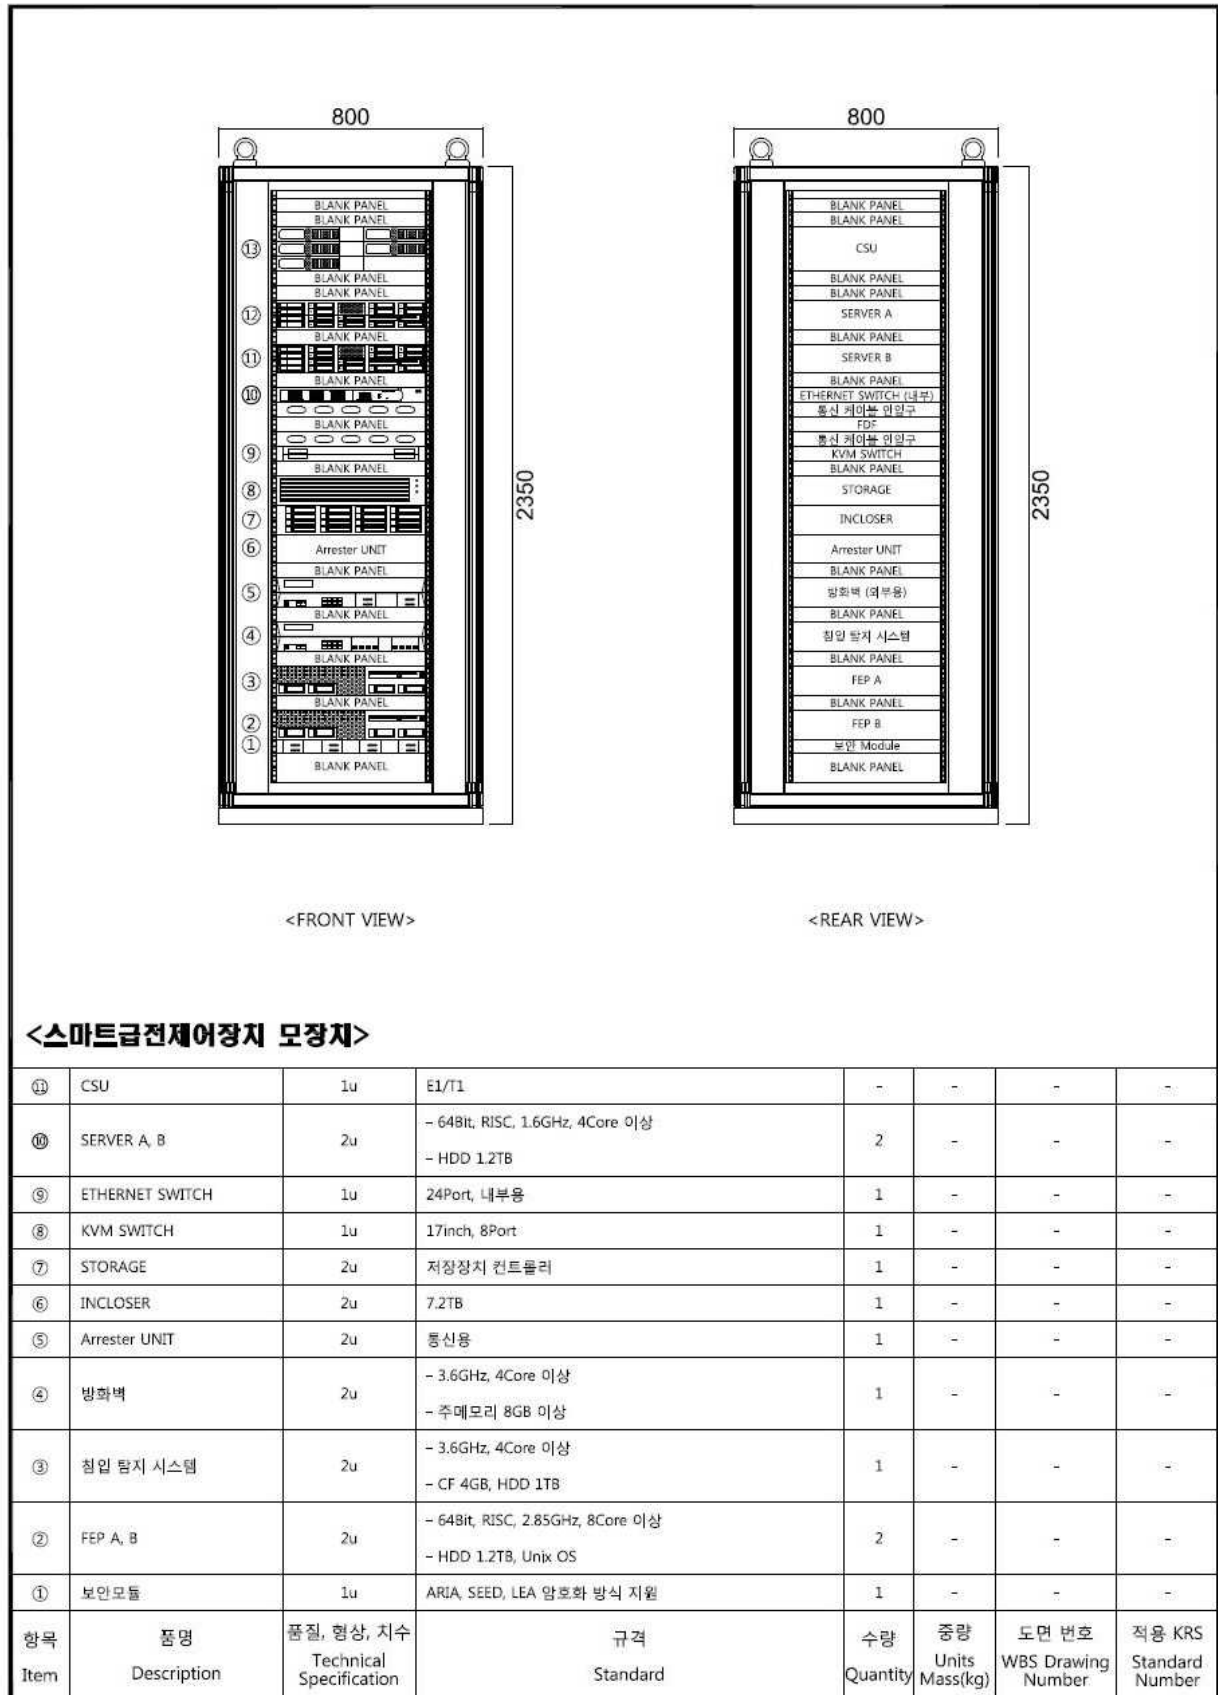 800
800
BLANK PANEL
BLANK PANEL
⑬
BLANK PANEL
BLANK PANEL
⑫
BLANK PANEL
⑪
BLANK PANEL
⑩
BLANK PANEL
⑨
BLANK PANEL
⑧
⑦
⑥ Arrester UNIT
BLANK PANEL
⑤
BLANK PANEL
④
BLANK PANEL
③
BLANK PANEL
②
①
BLANK PANEL
2350
BLANK PANEL
BLANK PANEL
CSU
BLANK PANEL
BLANK PANEL
SERVER A
BLANK PANEL
SERVER B
BLANK PANEL
ETHERNET SWITCH (내부)
통신 케이블 인입구
FDF
통신 케이블 인입구
KVM SWITCH
BLANK PANEL
STORAGE
INCLOSER
Arrester UNIT
BLANK PANEL
방화벽 (외부용)
BLANK PANEL
침입 탐지 시스템
BLANK PANEL
FEP A
BLANK PANEL
FEP B
보안 Module
BLANK PANEL
2350
<FRONT VIEW>
<REAR VIEW>
<스마트급전제어장치 모장치>
⑪ CSU 1u E1/T1 - - - -
⑩ SERVER A, B 2u – 64Bit, RISC, 1.6GHz, 4Core 이상 2 - - -
– HDD 1.2TB
⑨ ETHERNET SWITCH 1u 24Port, 내부용 1 - - -
⑧ KVM SWITCH 1u 17inch, 8Port 1 - - -
⑦ STORAGE 2u 저장장치 컨트롤러 1 - - -
⑥ INCLOSER 2u 7.2TB 1 - - -
⑤ Arrester UNIT 2u 통신용 1 - - -
④ 방화벽 2u – 3.6GHz, 4Core 이상 1 - - -
– 주메모리 8GB 이상
③ 침입 탐지 시스템 2u – 3.6GHz, 4Core 이상 1 - - -
– CF 4GB, HDD 1TB
② FEP A, B 2u – 64Bit, RISC, 2.85GHz, 8Core 이상 2 - - -
– HDD 1.2TB, Unix OS
① 보안모듈 1u ARIA, SEED, LEA 암호화 방식 지원 1 - - -
항목 품명 품질, 형상, 치수 규격 수량 중량 도면 번호 적용 KRS
Item Description Technical Specification Standard Quantity Units Mass(kg) WBS Drawing Number Standard Number